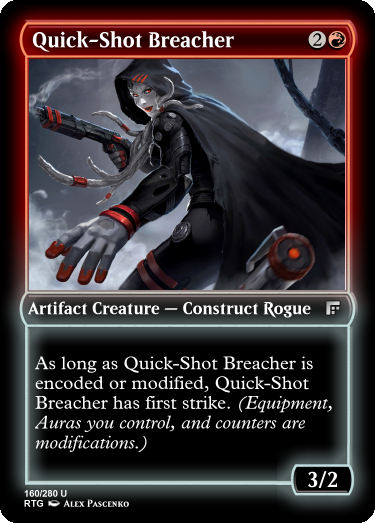 Quick-Shot Breacher 2
Artifact Creature — Construct Rogue
As long as Quick-Shot Breacher is
encoded or modified, Quick-Shot
Breacher has first strike. (Equipment,
Auras you control, and counters are
modifications.)
3/2
160/280 U
RTG Alex Pascenko